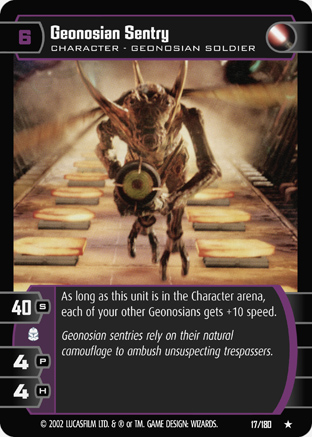 6 Geonosian Sentry
CHARACTER - GEONOSIAN SOLDIER
40 S
As long as this unit is in the Character arena,
each of your other Geonosians gets +10 speed.
Geonosian sentries rely on their natural
camouflage to ambush unsuspecting trespassers.
4 P
4 H
© 2002 LUCASFILM LTD. & ® or TM. GAME DESIGN: WIZARDS. 17/180 ★